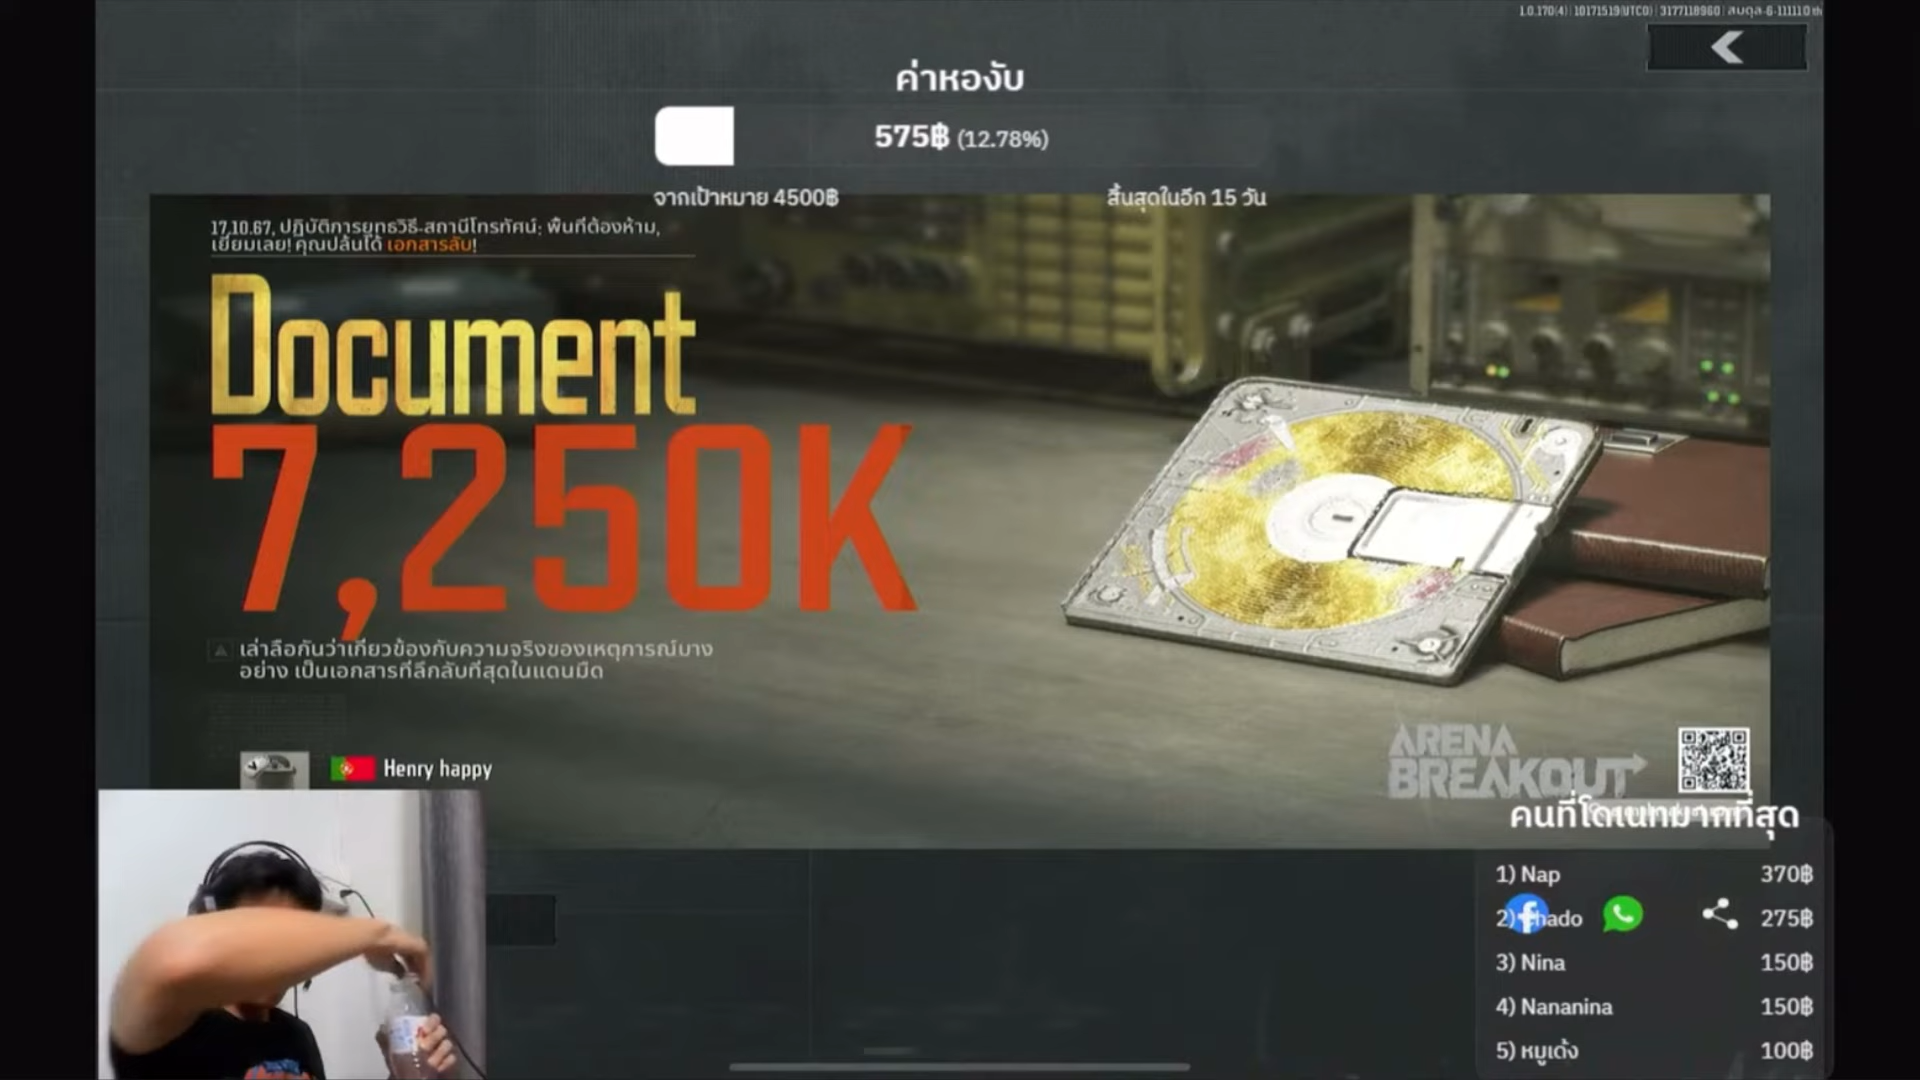 1.0.170(4)
ค่าหองับ
575฿ (12.78%)
จากเป้าหมาย 4500฿
สิ้นสุดในอีก 15 วัน
17.10.67, ปฏิบัติการยุทธวิธี-สถานีโทรทัศน์: พื้นที่ต้องห้าม,
เยี่ยมเลย! คุณปล้นได้ เอกสารลับ!
Document
7,250K
เล่าลือกันว่าเกี่ยวข้องกับความจริงของเหตุการณ์บาง
อย่าง เป็นเอกสารที่ลึกลับที่สุดในแดนมืด
Henry happy
ARENA
BREAKOUT
คนที่โดเนทมากที่สุด
1) Nap 370฿
2) 275฿
3) Nina 150฿
4) Nananina 150฿
5) หมูเด้ง 100฿